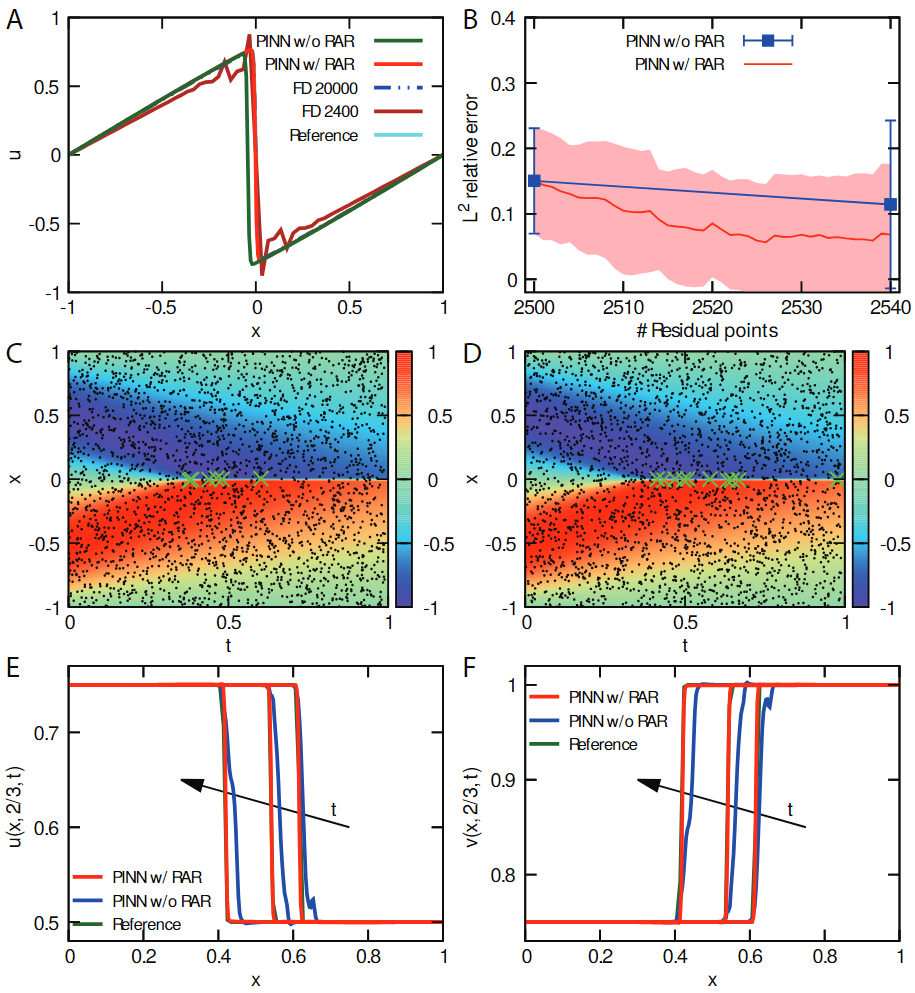 A
1
0.5
0
-0.5
-1
u
-1
-0.5
0
0.5
1
x
PINN w/o RAR
PINN w/ RAR
FD 20000
FD 2400
Reference
B
0.4
0.3
0.2
0.1
0
L² relative error
2500
2510
2520
2530
2540
# Residual points
PINN w/o RAR
PINN w/ RAR
C
1
0.5
0
-0.5
-1
x
0
0.5
1
t
1
0.5
0
-0.5
-1
D
1
0.5
0
-0.5
-1
x
0
0.5
1
t
1
0.5
0
-0.5
-1
E
0.7
0.6
0.5
u(x, 2/3, t)
t
PINN w/ RAR
PINN w/o RAR
Reference
0
0.2
0.4
0.6
0.8
1
x
F
1
0.9
0.8
v(x, 2/3, t)
PINN w/ RAR
PINN w/o RAR
Reference
t
0
0.2
0.4
0.6
0.8
1
x